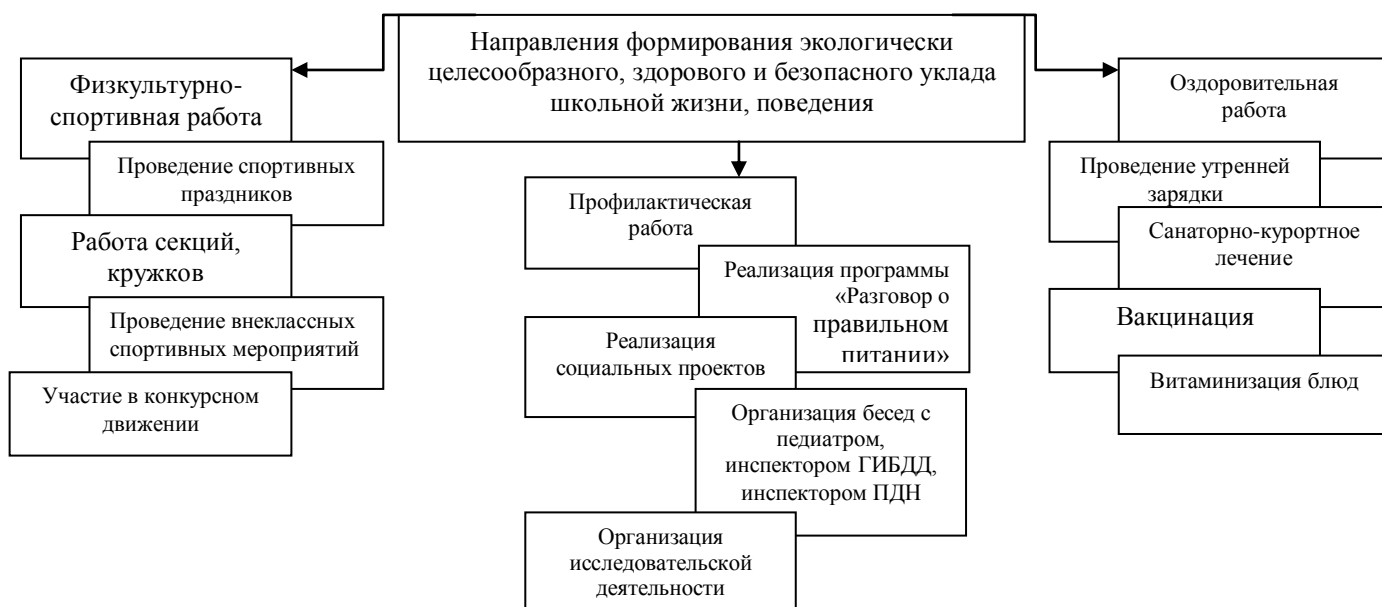 Направления формирования экологически
целесообразного, здорового и безопасного уклада
школьной жизни, поведения
Физкультурно-
спортивная работа
Проведение спортивных
праздников
Работа секций,
кружков
Проведение внеклассных
спортивных мероприятий
Участие в конкурсном
движении
Профилактическая
работа
Реализация программы
«Разговор о
правильном
питании»
Реализация
социальных проектов
Организация бесед с
педиатром,
инспектором ГИБДД,
инспектором ПДН
Организация
исследовательской
деятельности
Оздоровительная
работа
Проведение утренней
зарядки
Санаторно-курортное
лечение
Вакцинация
Витаминизация блюд